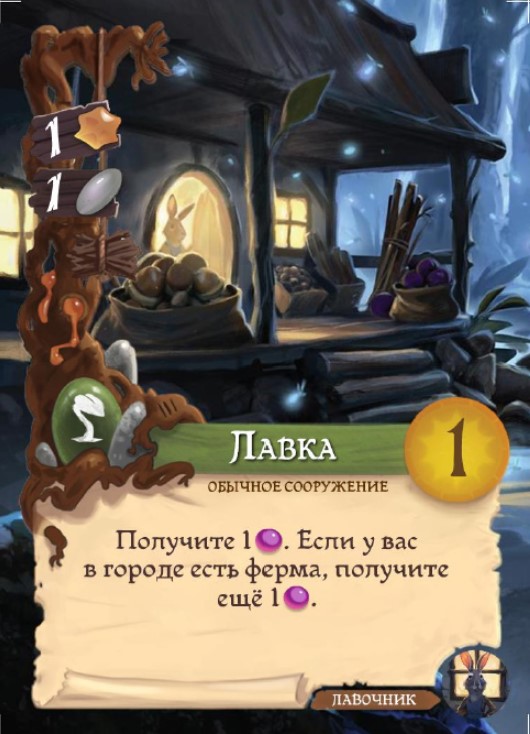 1
1
Лавка
1
ОБЫЧНОЕ СООРУЖЕНИЕ
Получите 1. Если у вас
в городе есть ферма, получите
ещё 1.
ЛАВОЧНИК